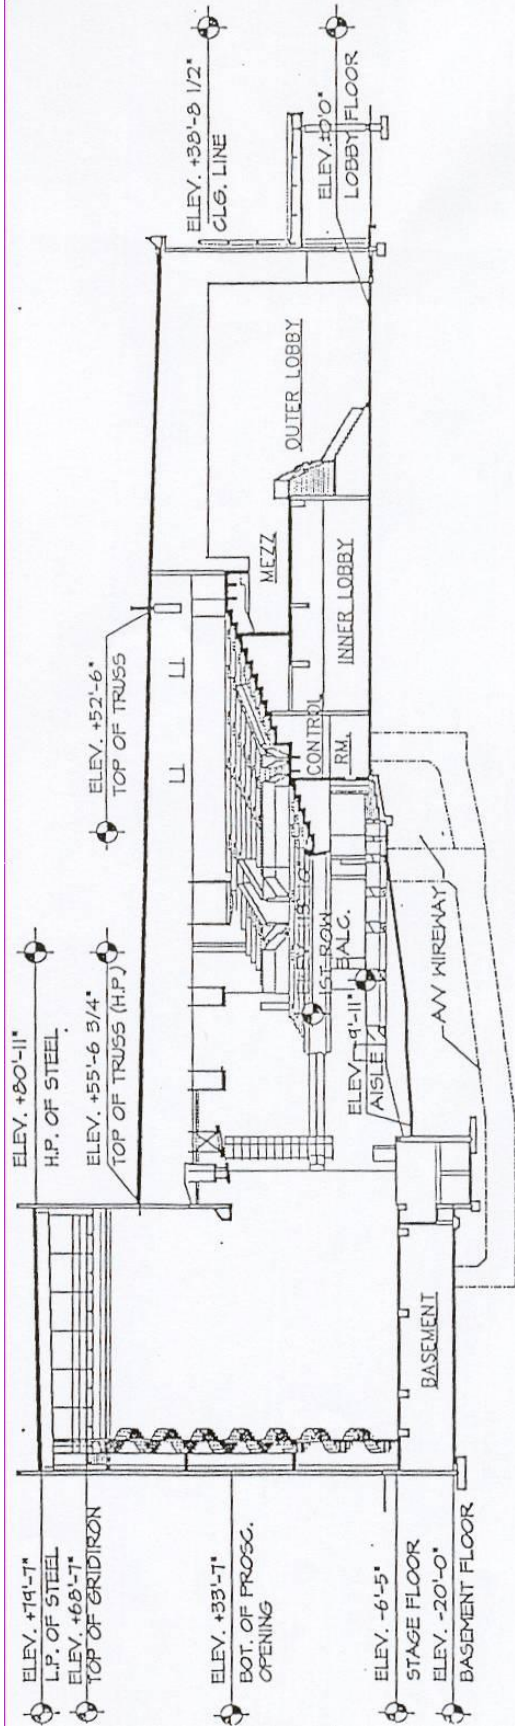 ELEV. +79'-7"
L.P. OF STEEL
ELEV. +68'-7"
TOP OF GRIDIRON
ELEV. +33'-7"
BOT. OF PROSC.
OPENING
ELEV. -6'-5"
STAGE FLOOR
ELEV. -20'-0"
BASEMENT FLOOR
ELEV. +80'-11"
H.P. OF STEEL
ELEV. +55'-6 3/4"
TOP OF TRUSS (H.P.)
BASEMENT
ELEV.
1ST ROW
BALC.
ELEV. -9'-11"
AISLE
A/V WIREWAY
ELEV. +52'-6"
TOP OF TRUSS
CONTROL
RM.
INNER LOBBY
MEZZ
OUTER LOBBY
ELEV. +38'-8 1/2"
CLG. LINE
ELEV. ±0'0"
LOBBY FLOOR